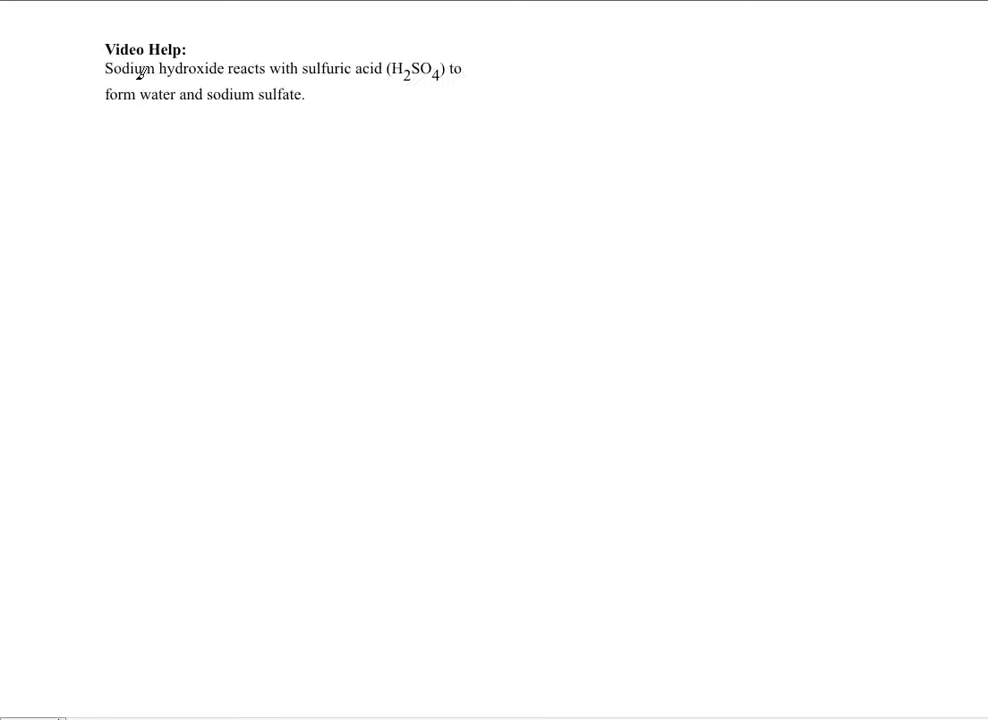 Video Help:
Sodium hydroxide reacts with sulfuric acid (H₂SO₄) to
form water and sodium sulfate.